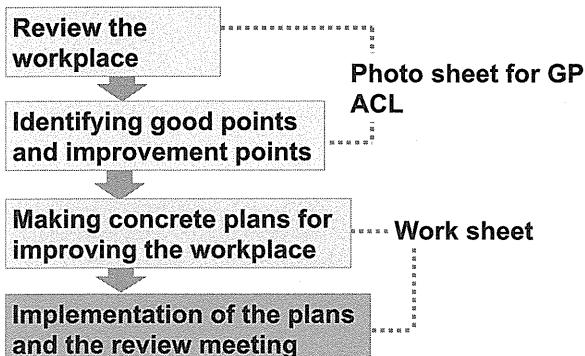 Review the
workplace
Photo sheet for GP
ACL
Identifying good points
and improvement points
Making concrete plans for
improving the workplace
Work sheet
Implementation of the plans
and the review meeting